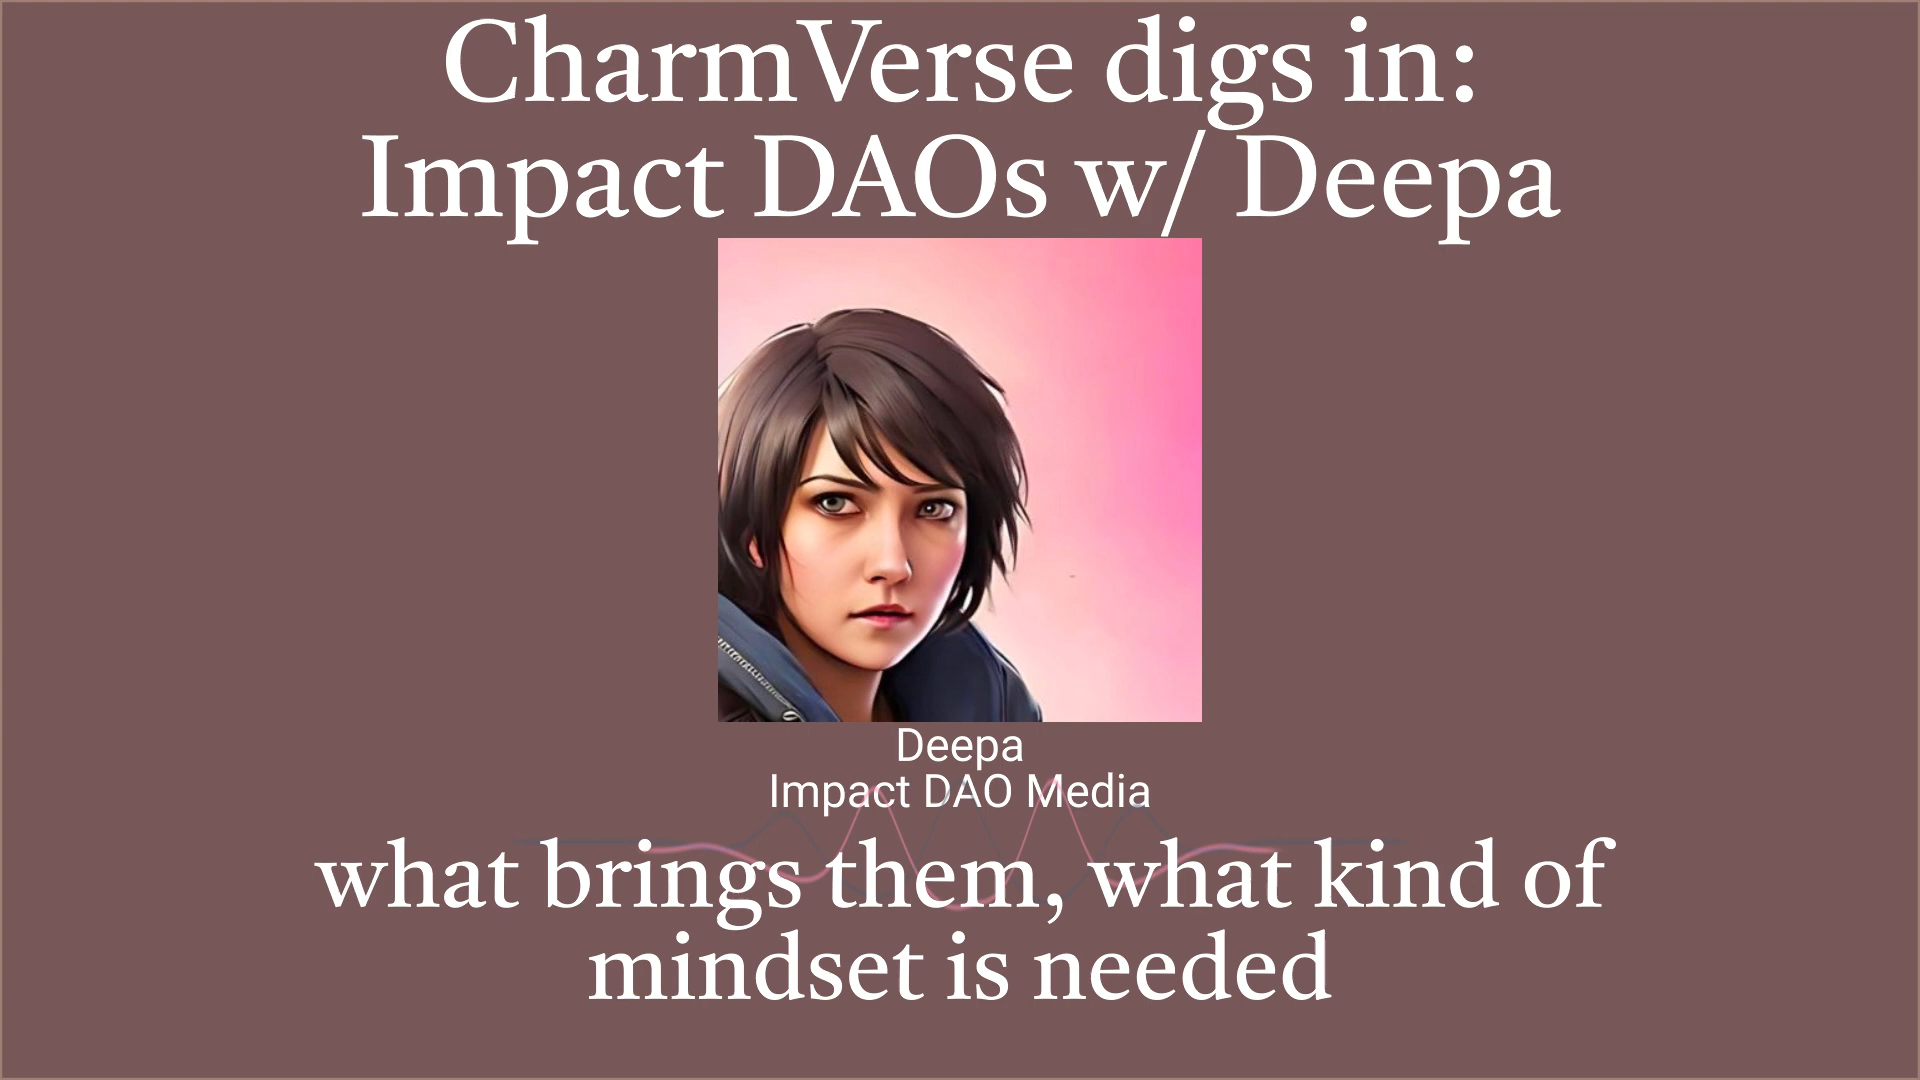 CharmVerse digs in:
Impact DAOs w/ Deepa
Deepa
Impact DAO Media
what brings them, what kind of
mindset is needed